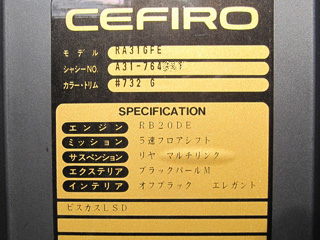 CEFIRO
モデル RA31GFE
シャシーNO. A31-764
カラー・トリム #732 G
SPECIFICATION
エンジン RB20DE
ミッション 5速フロアシフト
サスペンション リヤ マルチリンク
エクステリア ブラックパールM
インテリア オフブラック エレガント
ビスカスLSD